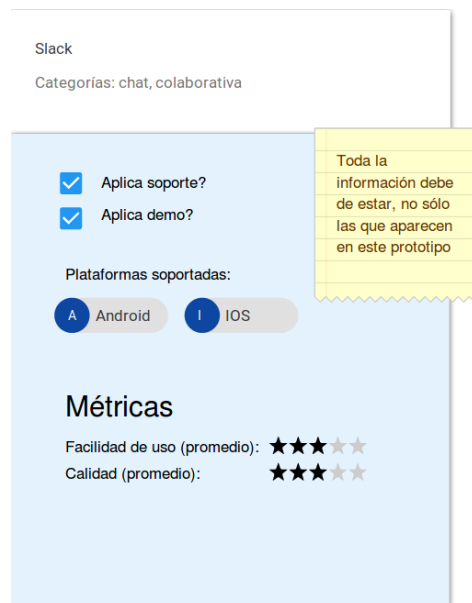 Slack
Categorías: chat, colaborativa
Toda la
información debe
de estar, no sólo
las que aparecen
en este prototipo
Aplica soporte?
Aplica demo?
Plataformas soportadas:
A Android
I IOS
Métricas
Facilidad de uso (promedio):
Calidad (promedio):